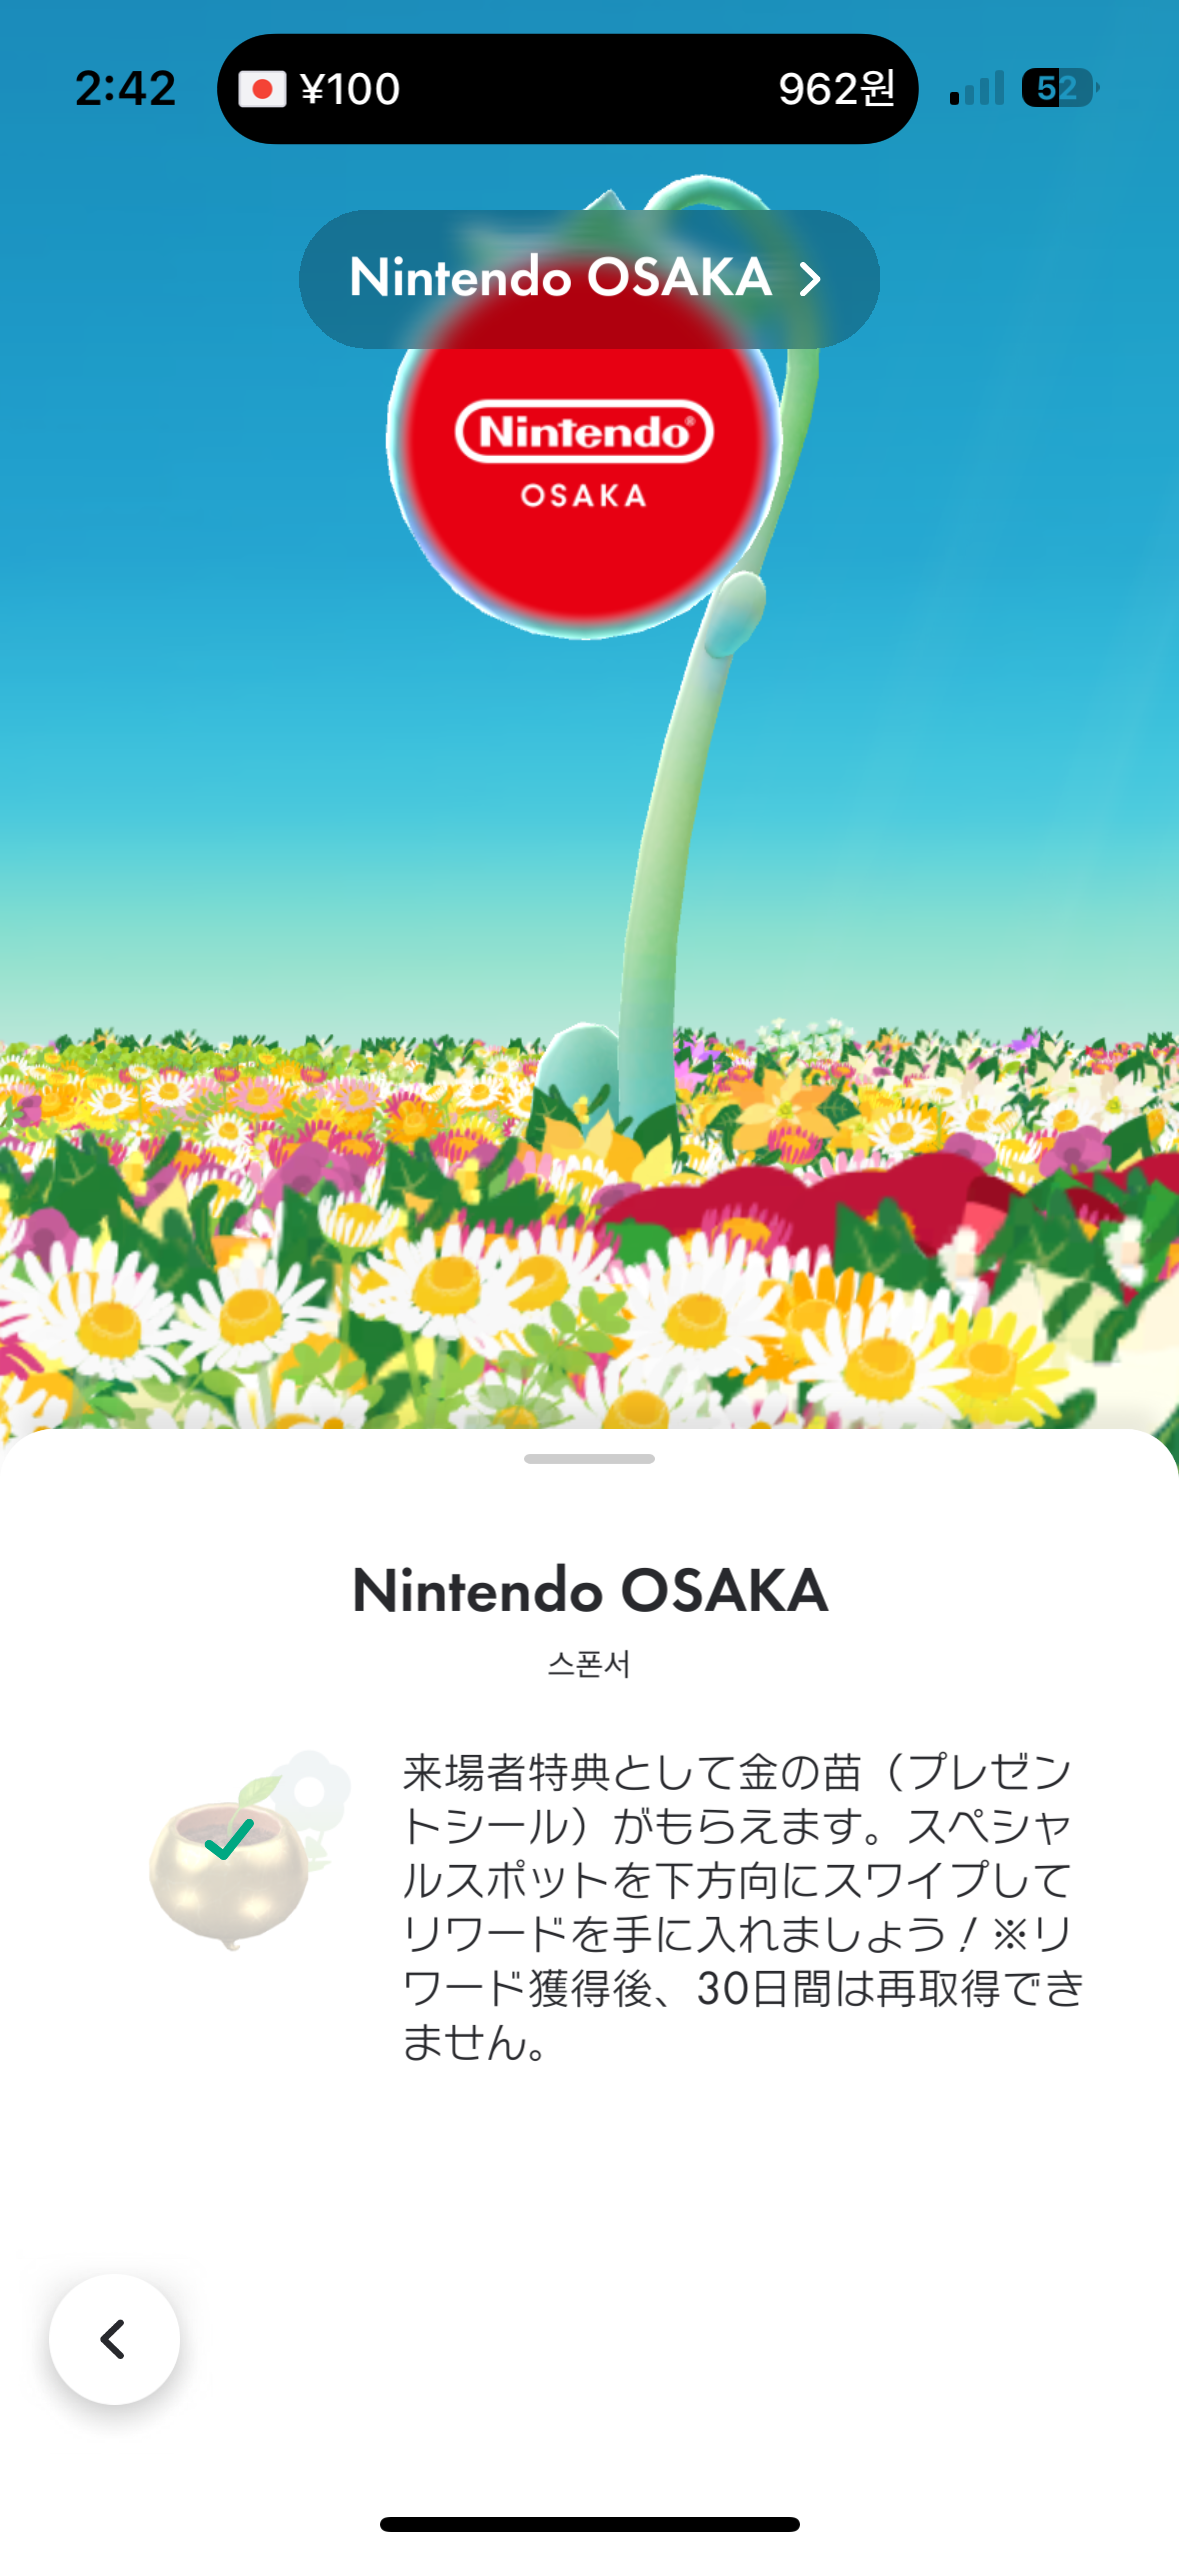 2:42
¥100
962원
52
Nintendo OSAKA
Nintendo®
OSAKA
Nintendo OSAKA
스폰서
来場者特典として金の苗（プレゼン
トシール）がもらえます。スペシャ
ルスポットを下方向にスワイプして
リワードを手に入れましょう！※リ
ワード獲得後、30日間は再取得でき
ません。